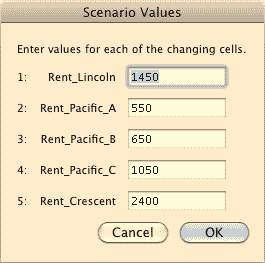 Scenario Values
Enter values for each of the changing cells.
1: Rent_Lincoln 1450
2: Rent_Pacific_A 550
3: Rent_Pacific_B 650
4: Rent_Pacific_C 1050
5: Rent_Crescent 2400
Cancel OK